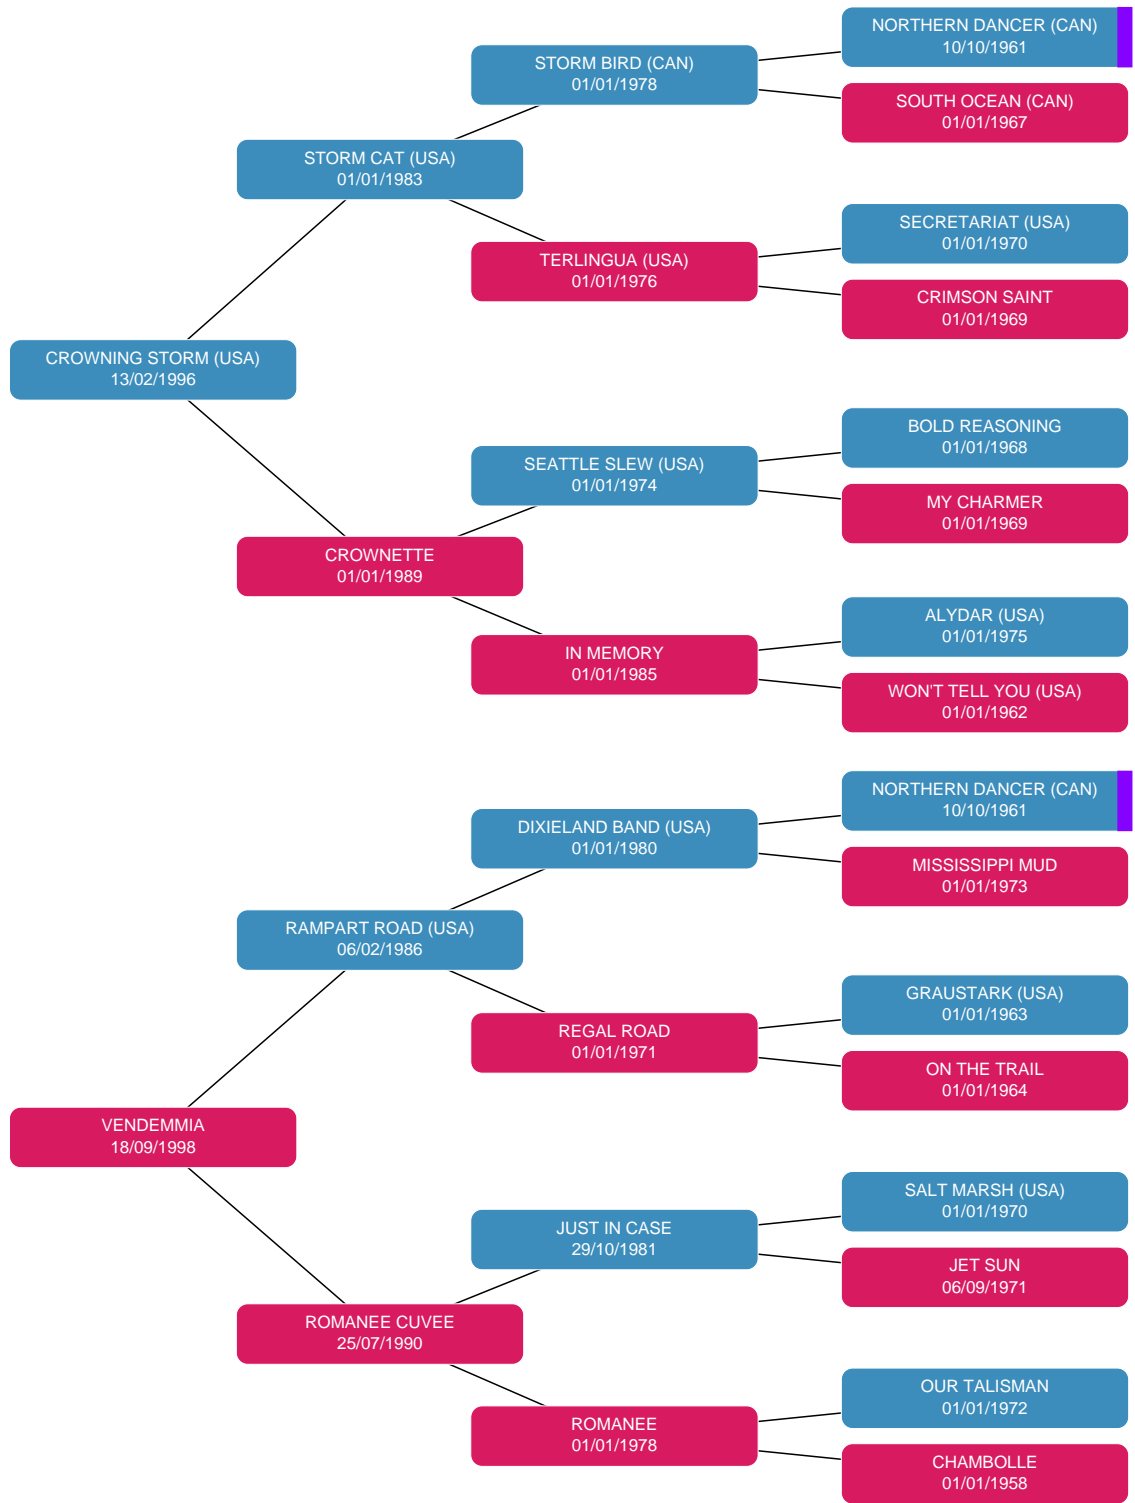 NORTHERN DANCER (CAN)
10/10/1961
STORM BIRD (CAN)
01/01/1978
SOUTH OCEAN (CAN)
01/01/1967
STORM CAT (USA)
01/01/1983
SECRETARIAT (USA)
01/01/1970
TERLINGUA (USA)
01/01/1976
CRIMSON SAINT
01/01/1969
CROWNING STORM (USA)
13/02/1996
BOLD REASONING
01/01/1968
SEATTLE SLEW (USA)
01/01/1974
MY CHARMER
01/01/1969
CROWNETTE
01/01/1989
ALYDAR (USA)
01/01/1975
IN MEMORY
01/01/1985
WON'T TELL YOU (USA)
01/01/1962
NORTHERN DANCER (CAN)
10/10/1961
DIXIELAND BAND (USA)
01/01/1980
MISSISSIPPI MUD
01/01/1973
RAMPART ROAD (USA)
06/02/1986
GRAUSTARK (USA)
01/01/1963
REGAL ROAD
01/01/1971
ON THE TRAIL
01/01/1964
VENDEMMIA
18/09/1998
SALT MARSH (USA)
01/01/1970
JUST IN CASE
29/10/1981
JET SUN
06/09/1971
ROMANEE CUVEE
25/07/1990
OUR TALISMAN
01/01/1972
ROMANEE
01/01/1978
CHAMBOLLE
01/01/1958